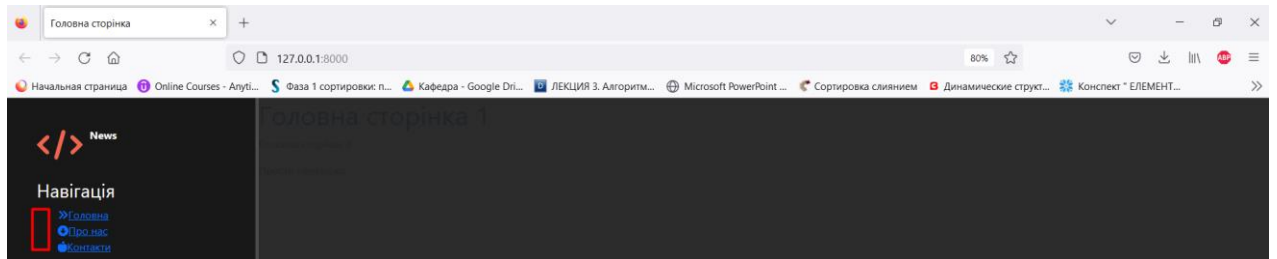 Головна сторінка
127.0.0.1:8000
80%
ABP
Начальная страница
Online Courses - Anyti...
Фаза 1 сортировки: п...
Кафедра - Google Dri...
ЛЕКЦИЯ 3. Алгоритм...
Microsoft PowerPoint ...
Сортировка слиянием
Динамические структ...
Конспект " ЕЛЕМЕНТ...
</> News
Головна сторінка 1
Навігація
Головна
Про нас
Контакти